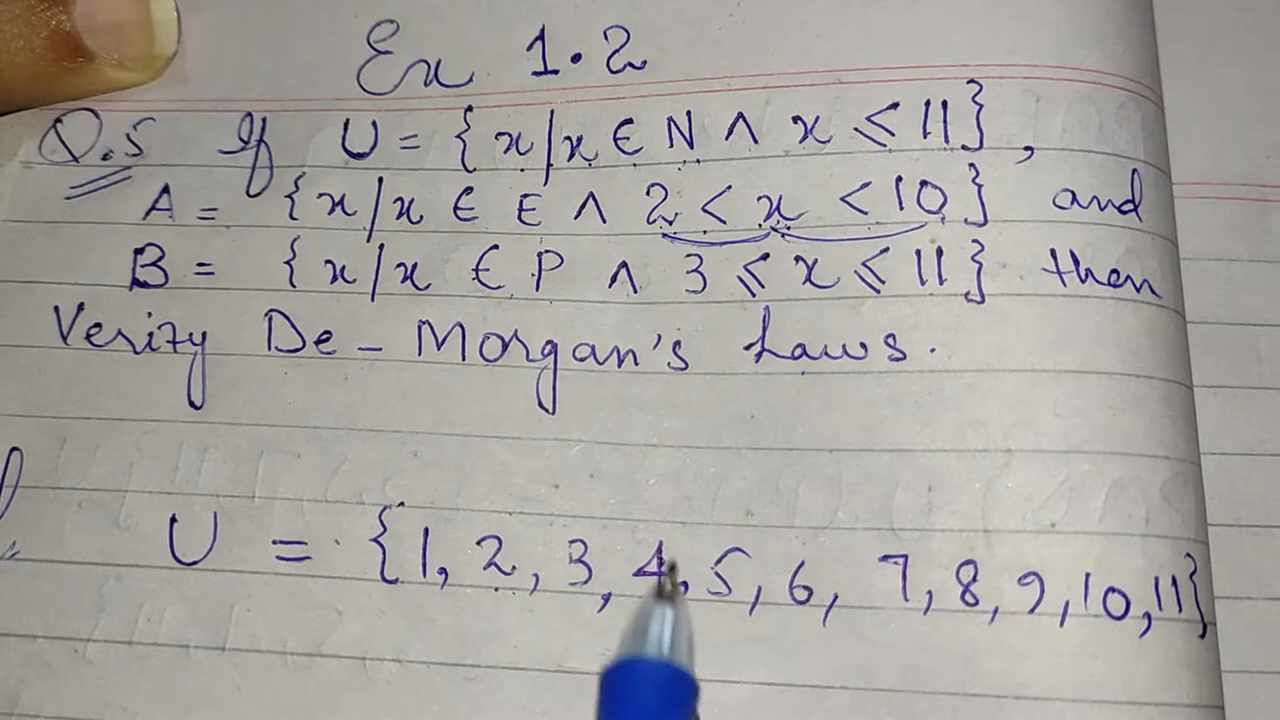 Ex 1.2
Q.5 If U = {x/x ∈ N ∧ x ≤ 11},
A = {x/x ∈ E ∧ 2 < x < 10} and
B = {x/x ∈ P ∧ 3 ≤ x ≤ 11} then
Verify De-Morgan's Laws.
U = {1, 2, 3, 4, 5, 6, 7, 8, 9, 10, 11}